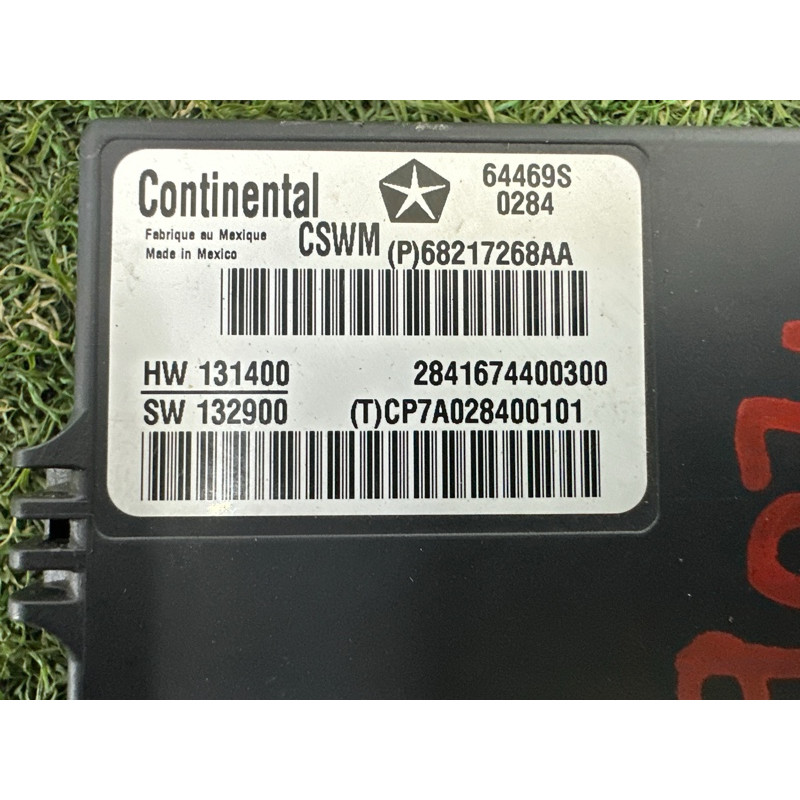 Continental
64469S
0284
Fabrique au Mexique
Made in Mexico
CSWM
(P)68217268AA
HW 131400
2841674400300
SW 132900
(T)CP7A028400101